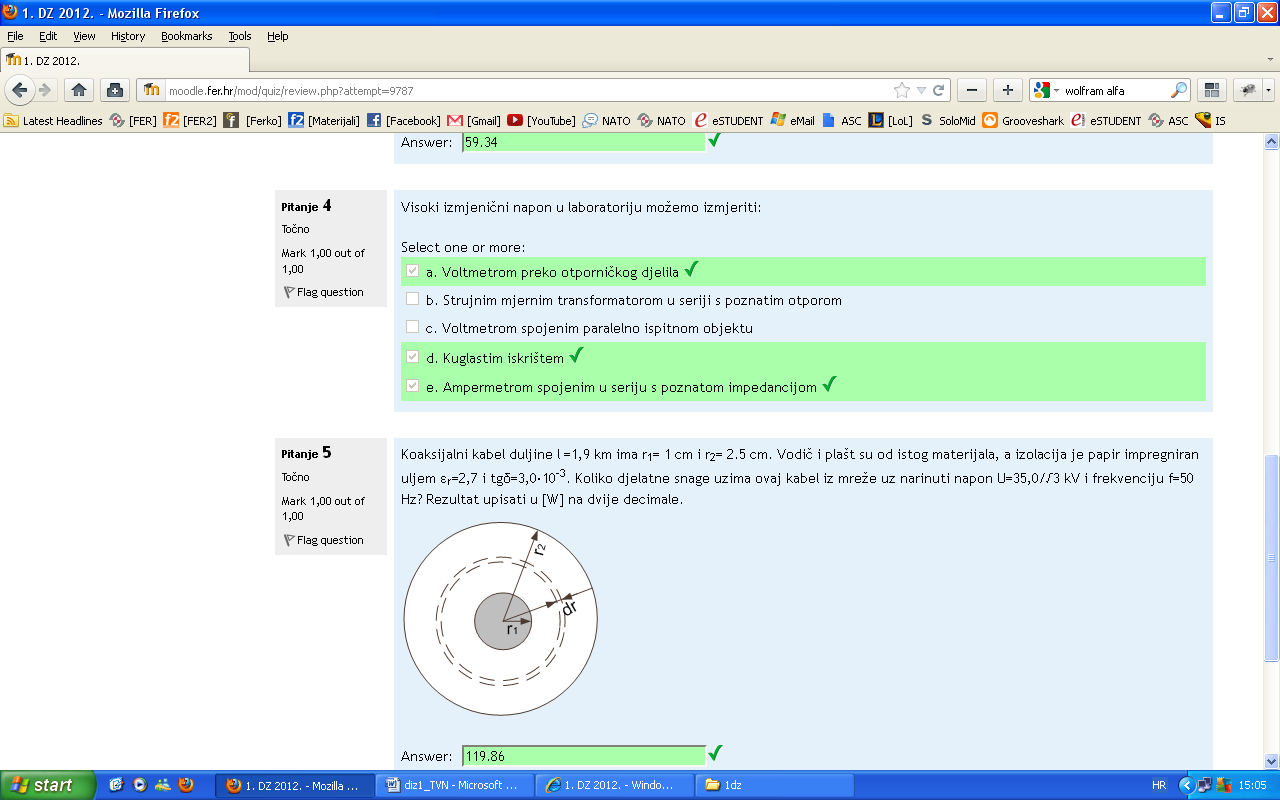 1. DZ 2012. - Mozilla Firefox
File Edit View History Bookmarks Tools Help
1. DZ 2012.
moodle.fer.hr/mod/quiz/review.php?attempt=9787
wolfram alfa
Latest Headlines [FER] [FER2] [Ferko] [Materijali] [Facebook] [Gmail] [YouTube] NATO NATO eSTUDENT eMail ASC [LoL] SoloMid Grooveshark eSTUDENT ASC IS
Answer: 59.34
Pitanje 4
Točno
Mark 1,00 out of
1,00
Flag question
Visoki izmjenični napon u laboratoriju možemo izmjeriti:
Select one or more:
a. Voltmetrom preko otporničkog djelila
b. Strujnim mjernim transformatorom u seriji s poznatim otporom
c. Voltmetrom spojenim paralelno ispitnom objektu
d. Kuglastim iskrištem
e. Ampermetrom spojenim u seriju s poznatom impedancijom
Pitanje 5
Točno
Mark 1,00 out of
1,00
Flag question
Koaksijalni kabel duljine l =1,9 km ima r1= 1 cm i r2= 2.5 cm. Vodič i plašt su od istog materijala, a izolacija je papir impregniran
uljem εr=2,7 i tgδ=3,0·10-3. Koliko djelatne snage uzima ovaj kabel iz mreže uz narinuti napon U=35,0/√3 kV i frekvenciju f=50
Hz? Rezultat upisati u [W] na dvije decimale.
r2
dr
r1
Answer: 119.86
start 1. DZ 2012. - Mozilla ... diz1_TVN - Microsoft ... 1. DZ 2012. - Windo... 1dz HR 15:05